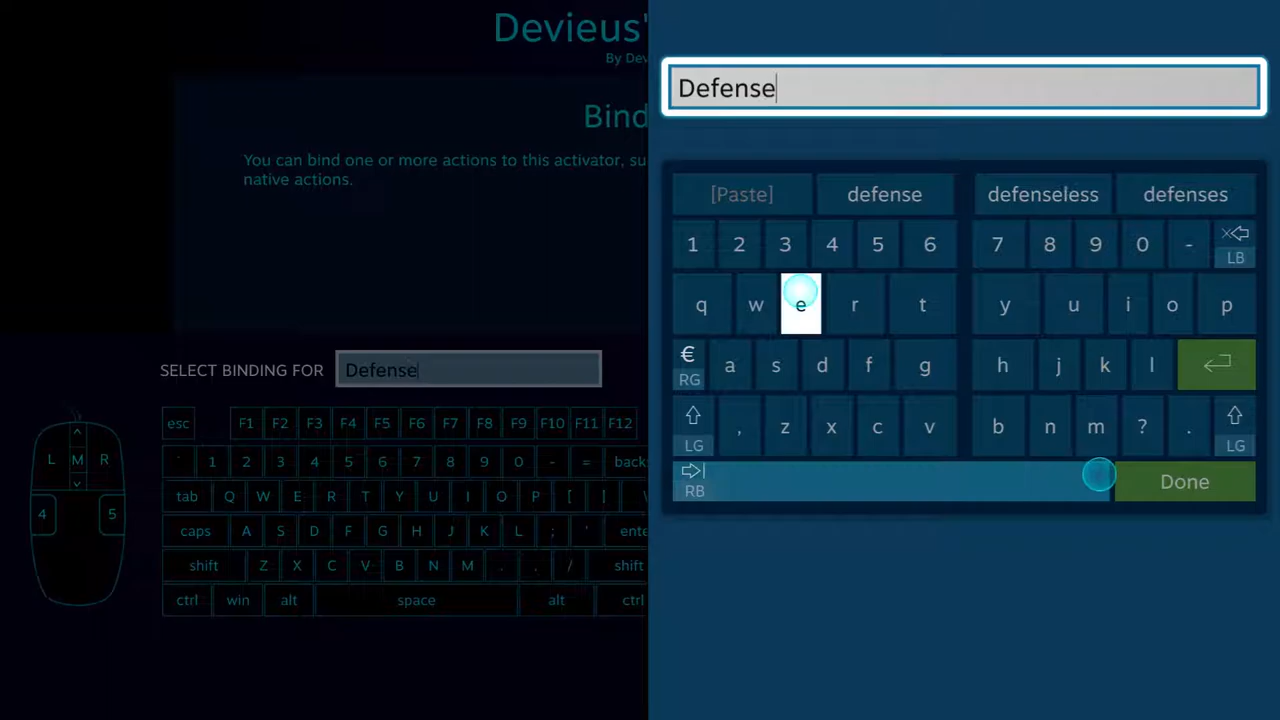 Devieus'
By Dev
Bind
You can bind one or more actions to this activator, su
native actions.
SELECT BINDING FOR Defense
L M R
4 5
esc F1 F2 F3 F4 F5 F6 F7 F8 F9 F10 F11 F12
` 1 2 3 4 5 6 7 8 9 0 - = back
tab Q W E R T Y U I O P [ ] \
caps A S D F G H J K L ; ' ente
shift Z X C V B N M . , / shift
ctrl win alt space alt ctrl
Defense
[Paste] defense defenseless defenses
1 2 3 4 5 6 7 8 9 0 - LB
q w e r t y u i o p
€ RG a s d f g h j k l
LG , z x c v b n m ? . LG
RB Done